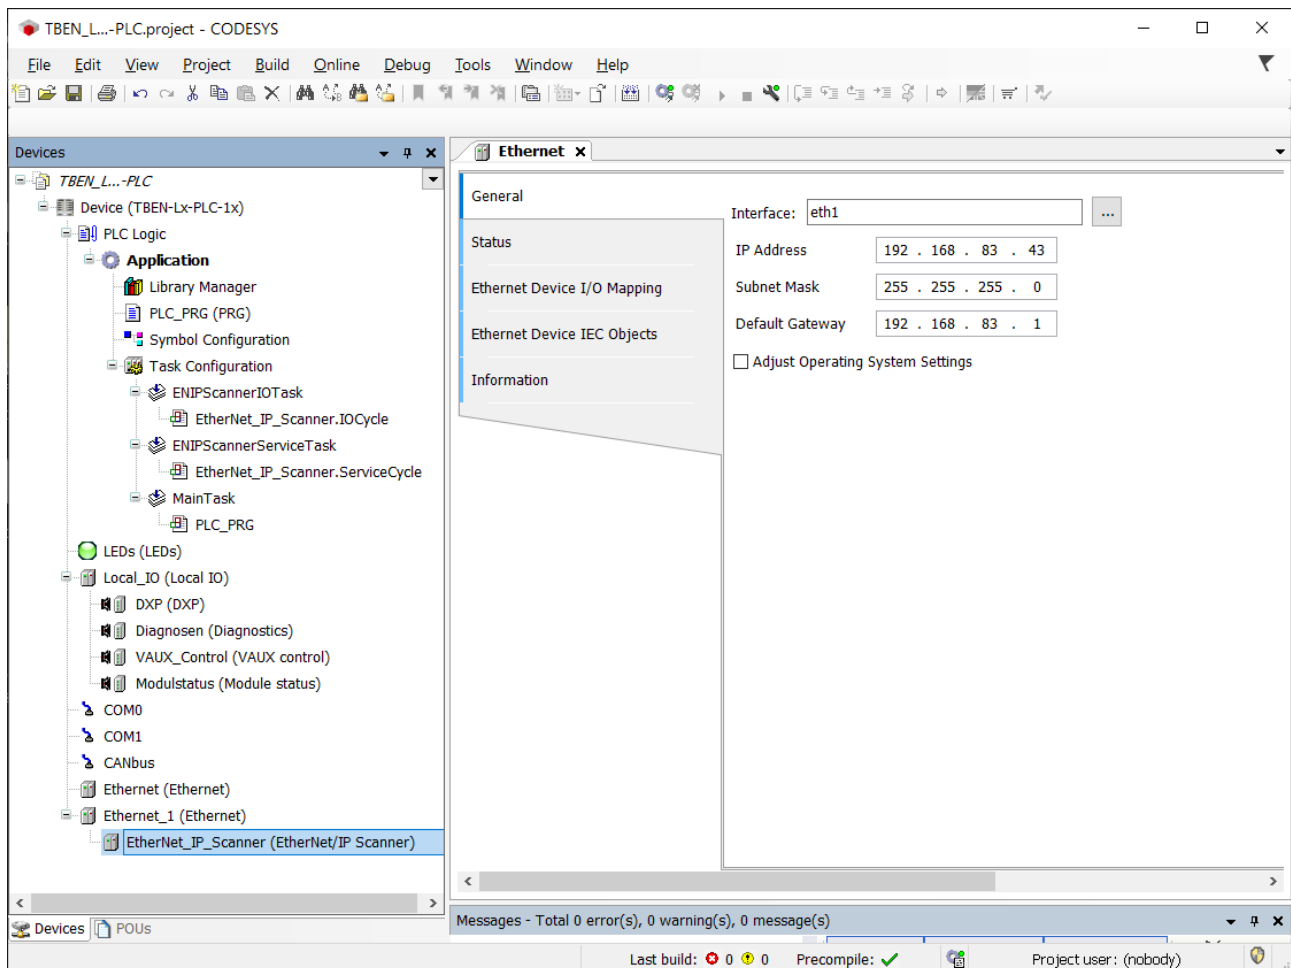 TBEN_L...-PLC.project - CODESYS
File Edit View Project Build Online Debug Tools Window Help
Devices
TBEN_L...-PLC
Device (TBEN-Lx-PLC-1x)
PLC Logic
Application
Library Manager
PLC_PRG (PRG)
Symbol Configuration
Task Configuration
ENIPScannerIOTask
EtherNet_IP_Scanner.IOCycle
ENIPScannerServiceTask
EtherNet_IP_Scanner.ServiceCycle
MainTask
PLC_PRG
LEDs (LEDs)
Local_IO (Local IO)
DXP (DXP)
Diagnosen (Diagnostics)
VAUX_Control (VAUX control)
Modulstatus (Module status)
COM0
COM1
CANbus
Ethernet (Ethernet)
Ethernet_1 (Ethernet)
EtherNet_IP_Scanner (EtherNet/IP Scanner)
Devices POUs
Ethernet
General
Status
Ethernet Device I/O Mapping
Ethernet Device IEC Objects
Information
Interface: eth1 ...
IP Address 192 . 168 . 83 . 43
Subnet Mask 255 . 255 . 255 . 0
Default Gateway 192 . 168 . 83 . 1
Adjust Operating System Settings
Messages - Total 0 error(s), 0 warning(s), 0 message(s)
Last build: 0 0 Precompile: Project user: (nobody)